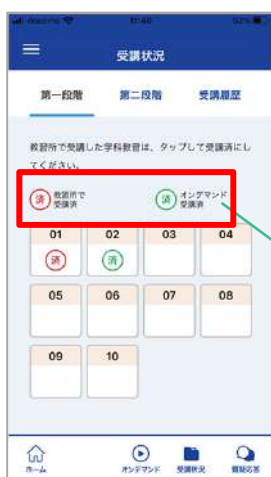 docomo 11:46 92%
受講状況
第一段階 第二段階 受講履歴
教習所で受講した学科教習は、タップして受講済にし
てください。
済 教習所で
受講済
済 オンデマンド
受講済
01 02 03 04
済 済
05 06 07 08
09 10
ホーム オンデマンド 受講状況 質疑応答